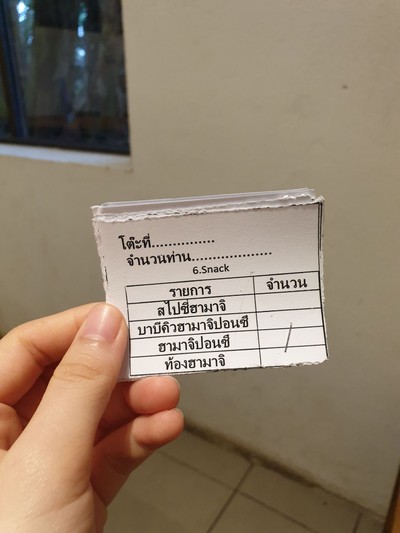 โต๊ะที่...............
จำนวนท่าน...................
6.Snack
รายการ จำนวน
สไปซี่ฮามาจิ
บาบีคิวฮามาจิปอนซึ
ฮามาจิปอนซึ /
ท้องฮามาจิ